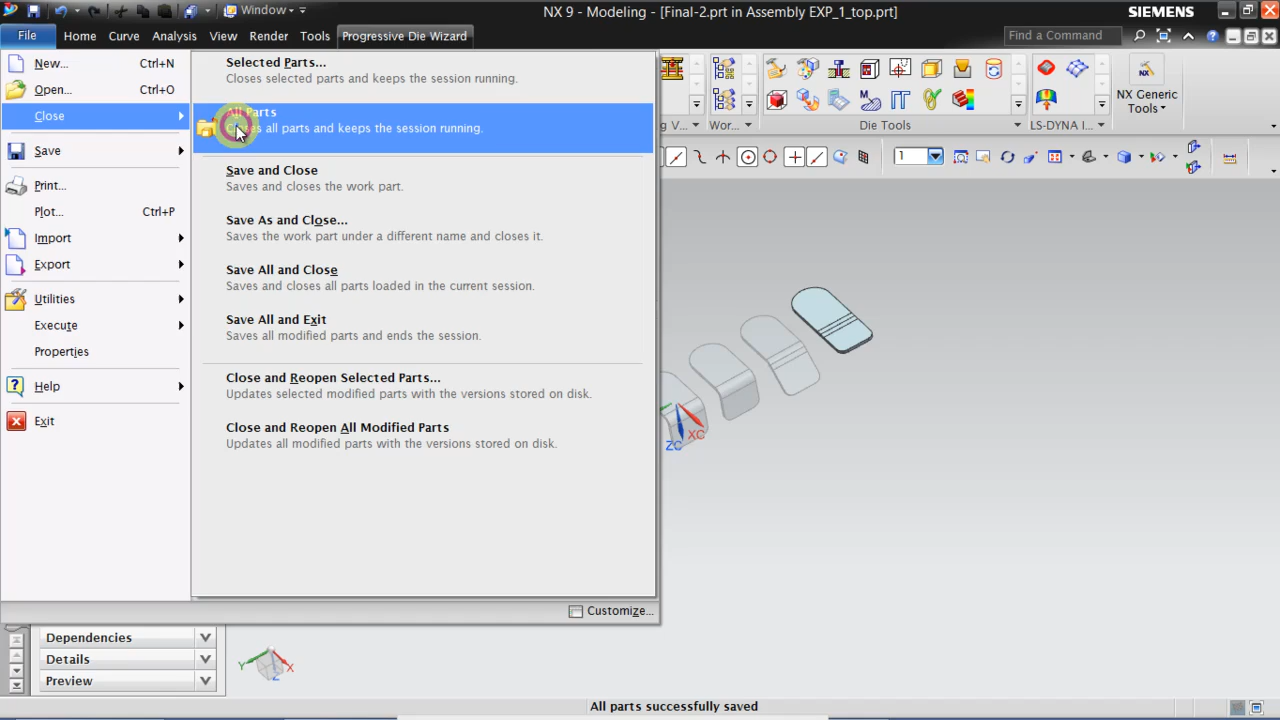 Window
NX 9 - Modeling - [Final-2.prt in Assembly EXP_1_top.prt]
SIEMENS
File
Home
Curve
Analysis
View
Render
Tools
Progressive Die Wizard
Find a Command
New... Ctrl+N
Open... Ctrl+O
Close
Save
Print...
Plot... Ctrl+P
Import
Export
Utilities
Execute
Properties
Help
Exit
Selected Parts...
Closes selected parts and keeps the session running.
All Parts
Closes all parts and keeps the session running.
Save and Close
Saves and closes the work part.
Save As and Close...
Saves the work part under a different name and closes it.
Save All and Close
Saves and closes all parts loaded in the current session.
Save All and Exit
Saves all modified parts and ends the session.
Close and Reopen Selected Parts...
Updates selected modified parts with the versions stored on disk.
Close and Reopen All Modified Parts
Updates all modified parts with the versions stored on disk.
Customize...
NX Generic
Tools
ng V...
Wor...
Die Tools
LS-DYNA I...
1
XC
ZC
Dependencies
Details
Preview
Y
X
Z
All parts successfully saved